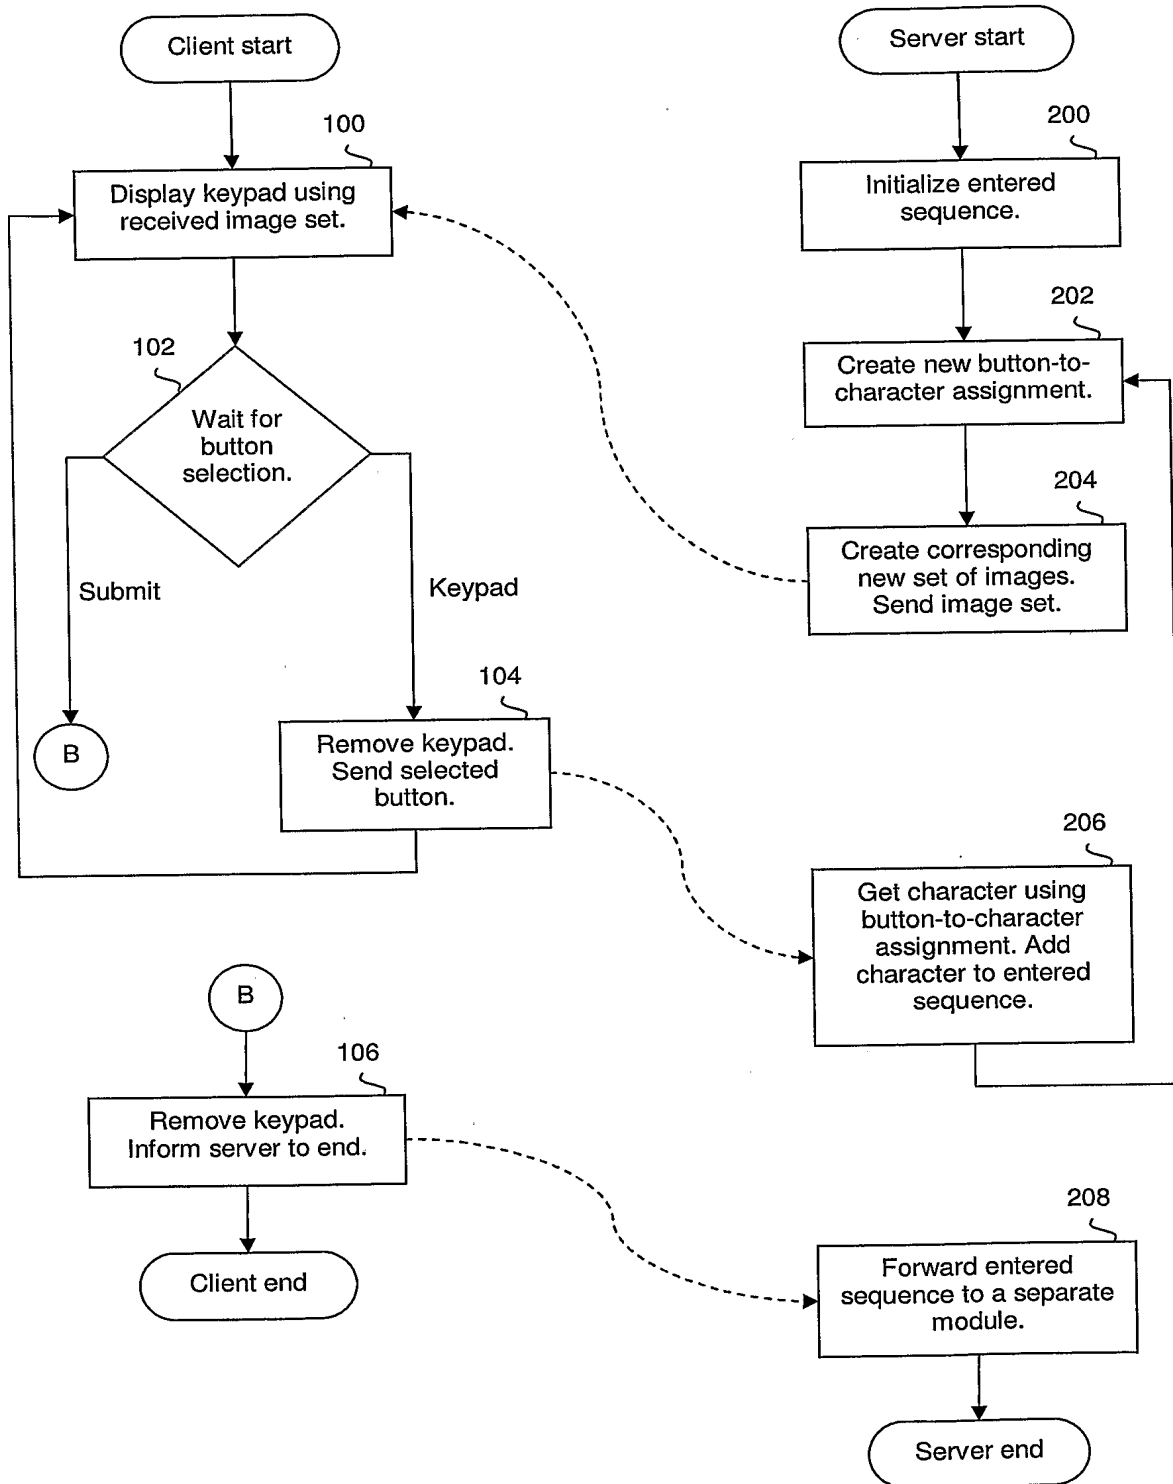 Client start
100
Display keypad using
received image set.
102
Wait for
button
selection.
Submit
Keypad
B
104
Remove keypad.
Send selected
button.
B
106
Remove keypad.
Inform server to end.
Client end
Server start
200
Initialize entered
sequence.
202
Create new button-to-
character assignment.
204
Create corresponding
new set of images.
Send image set.
206
Get character using
button-to-character
assignment. Add
character to entered
sequence.
208
Forward entered
sequence to a separate
module.
Server end